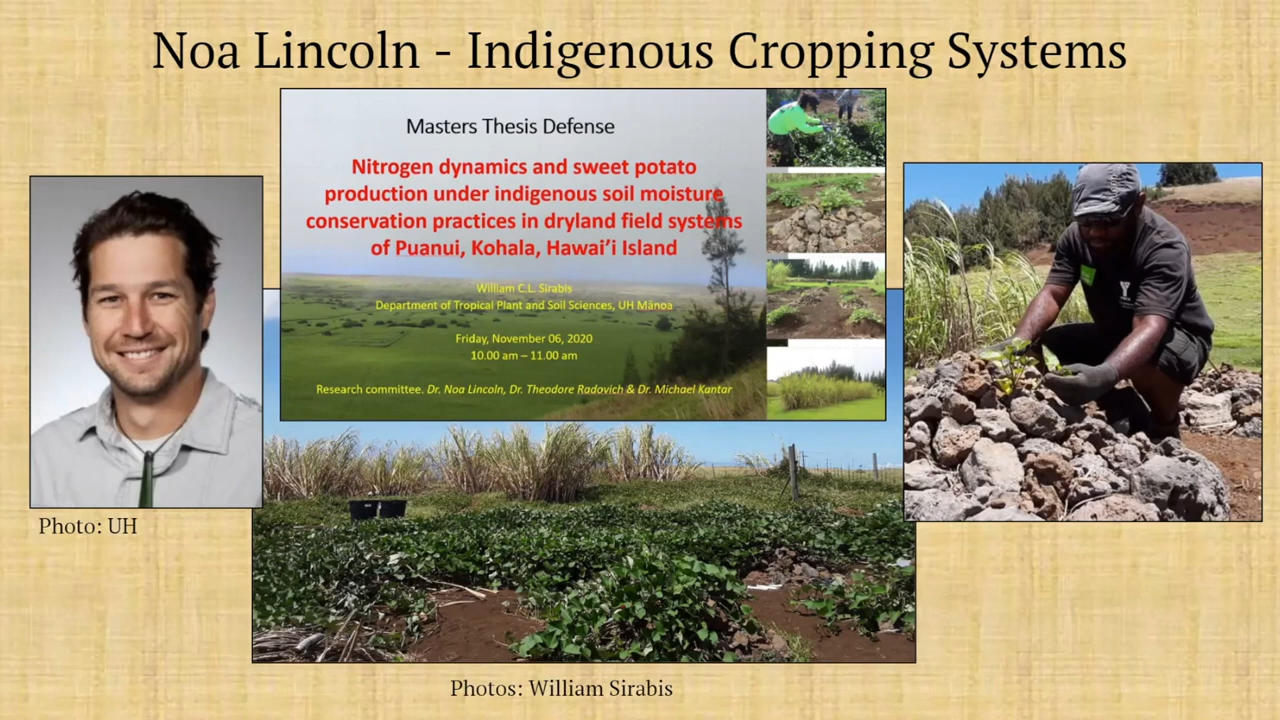 Noa Lincoln - Indigenous Cropping Systems
Masters Thesis Defense
Nitrogen dynamics and sweet potato
production under indigenous soil moisture
conservation practices in dryland field systems
of Puanui, Kohala, Hawai’i Island
William C.L. Sirabis
Department of Tropical Plant and Soil Sciences, UH Mānoa
Friday, November 06, 2020
10.00 am – 11.00 am
Research committee. Dr. Noa Lincoln, Dr. Theodore Radovich & Dr. Michael Kantar
Photo: UH
Photos: William Sirabis